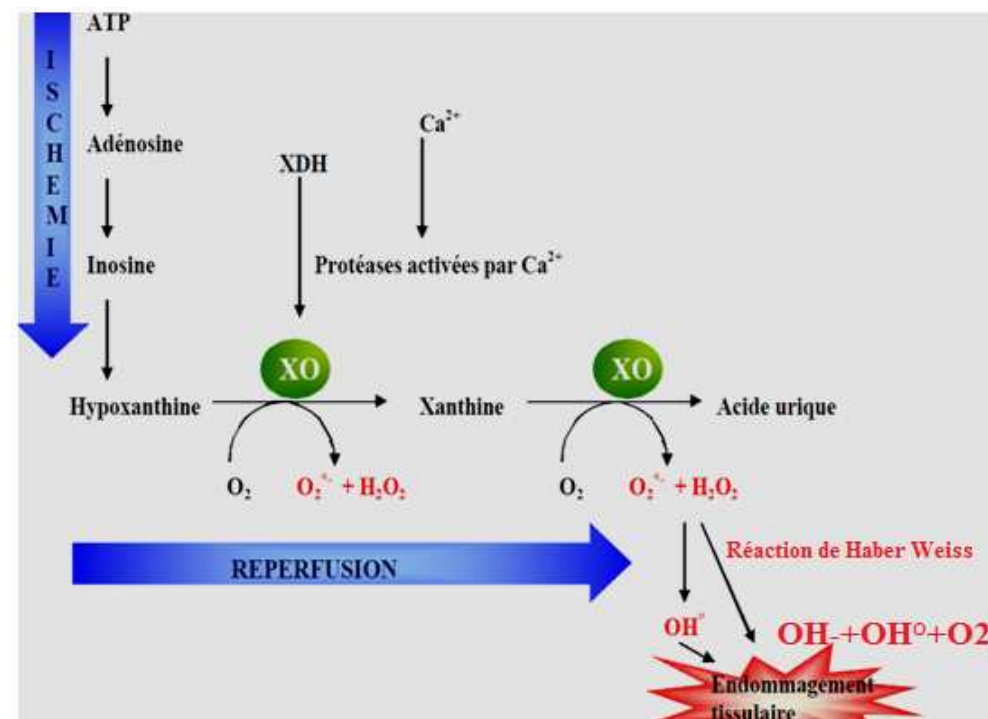 ISCHEMIE
ATP
Adénosine
Ca²⁺
XDH
Inosine
Protéases activées par Ca²⁺
XO
XO
Hypoxanthine
Xanthine
Acide urique
O₂
O₂°⁻ + H₂O₂
O₂
O₂°⁻ + H₂O₂
REPERFUSION
Réaction de Haber Weiss
OH°
OH-+OH°+O2
Endommagement
tissulaire